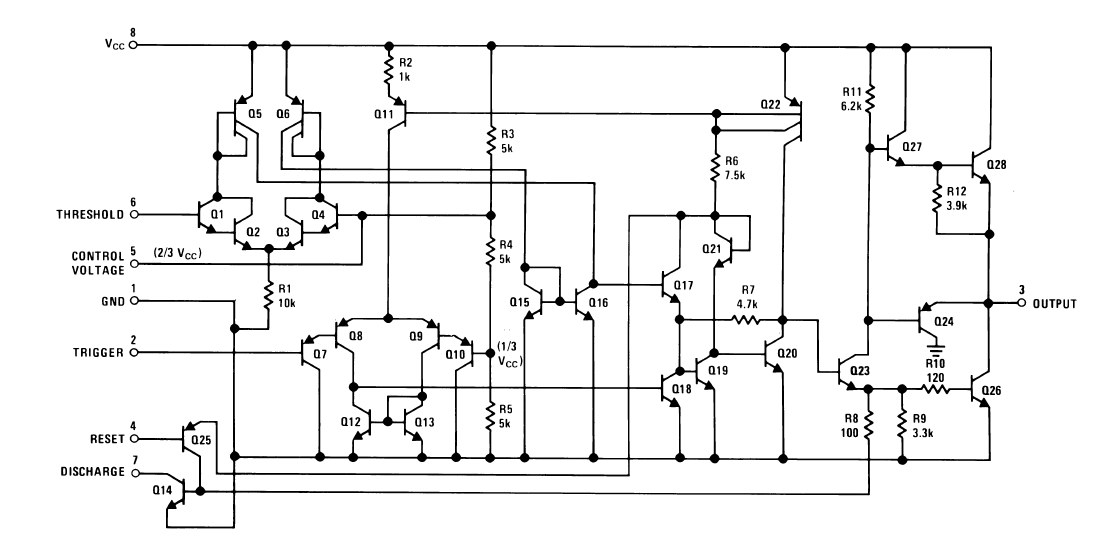 8
VCC
R2
1k
R11
6.2k
Q5
Q6
Q11
Q22
R3
5k
Q27
Q28
R6
7.5k
R12
3.9k
6
THRESHOLD
Q1
Q4
Q2
Q3
5
CONTROL
VOLTAGE
(2/3 VCC)
R4
5k
Q21
1
GND
R1
10k
Q17
R7
4.7k
Q15
Q16
3
OUTPUT
Q24
2
TRIGGER
Q7
Q8
Q9
Q10
(1/3
VCC)
Q19
Q20
Q23
R10
120
Q18
Q26
Q12
Q13
R5
5k
R8
100
R9
3.3k
4
RESET
Q25
7
DISCHARGE
Q14